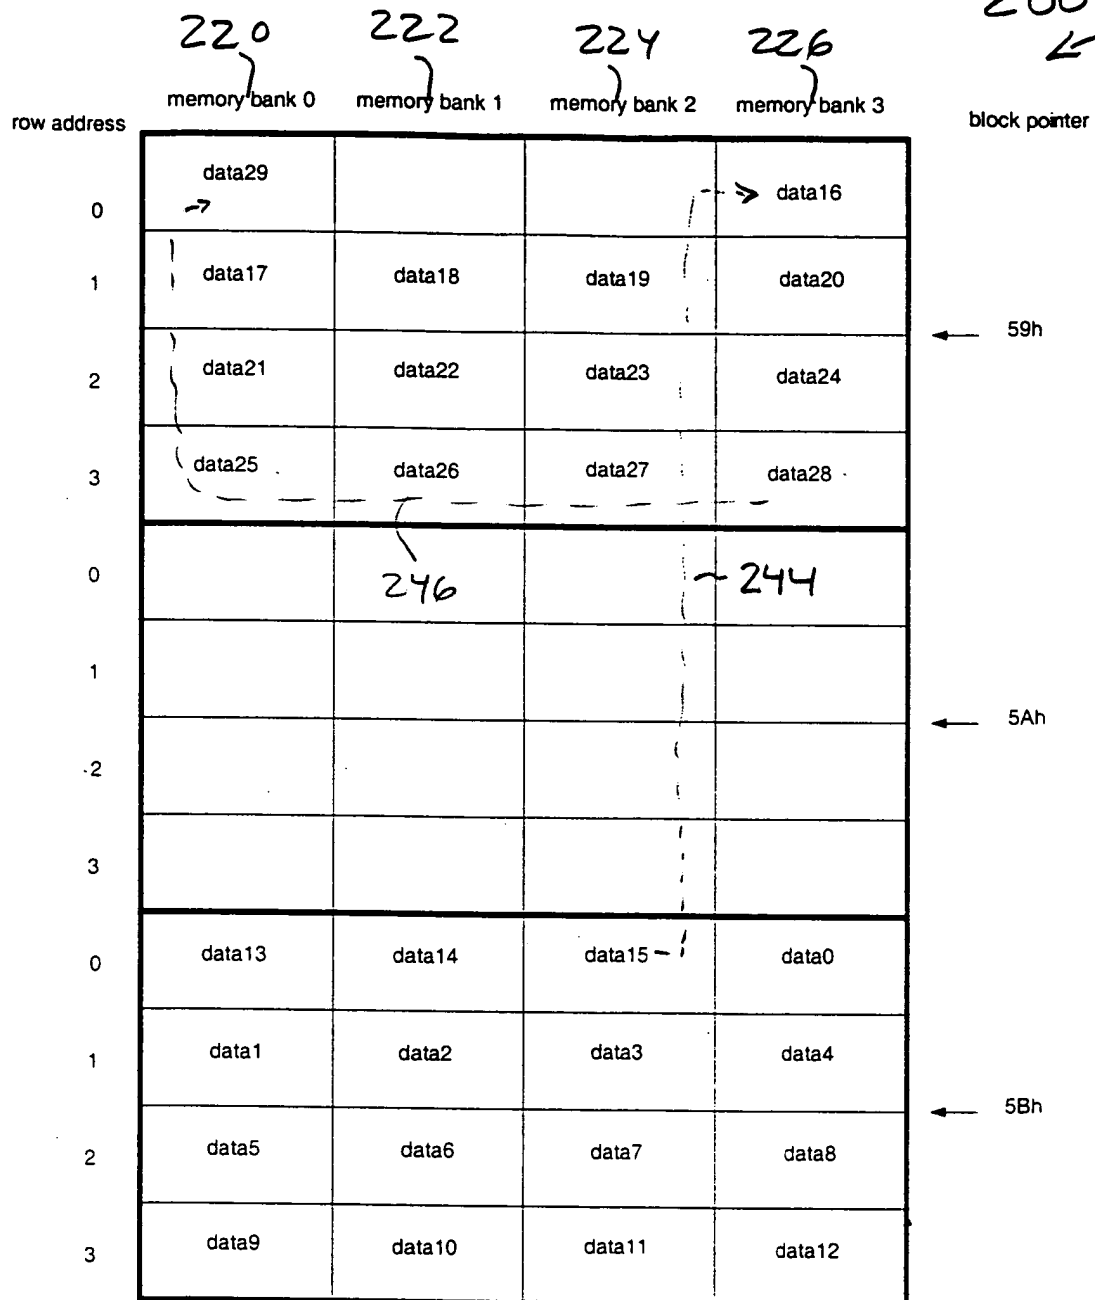 200
220 222 224 226
memory bank 0 memory bank 1 memory bank 2 memory bank 3
row address block pointer
0 data29 data16
1 data17 data18 data19 data20
59h
2 data21 data22 data23 data24
3 data25 data26 data27 data28
0 246 244
1
5Ah
2
3
0 data13 data14 data15 data0
1 data1 data2 data3 data4
5Bh
2 data5 data6 data7 data8
3 data9 data10 data11 data12